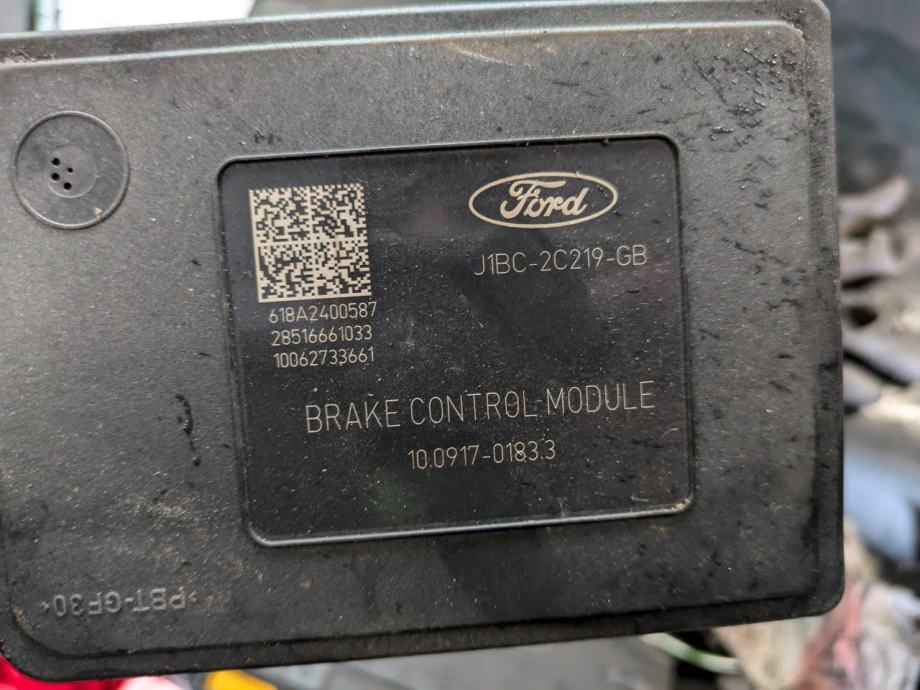 Ford
J1BC-2C219-GB
618A2400587
28516661033
10062733661
BRAKE CONTROL MODULE
10.0917-0183.3
>PBT-GF30<